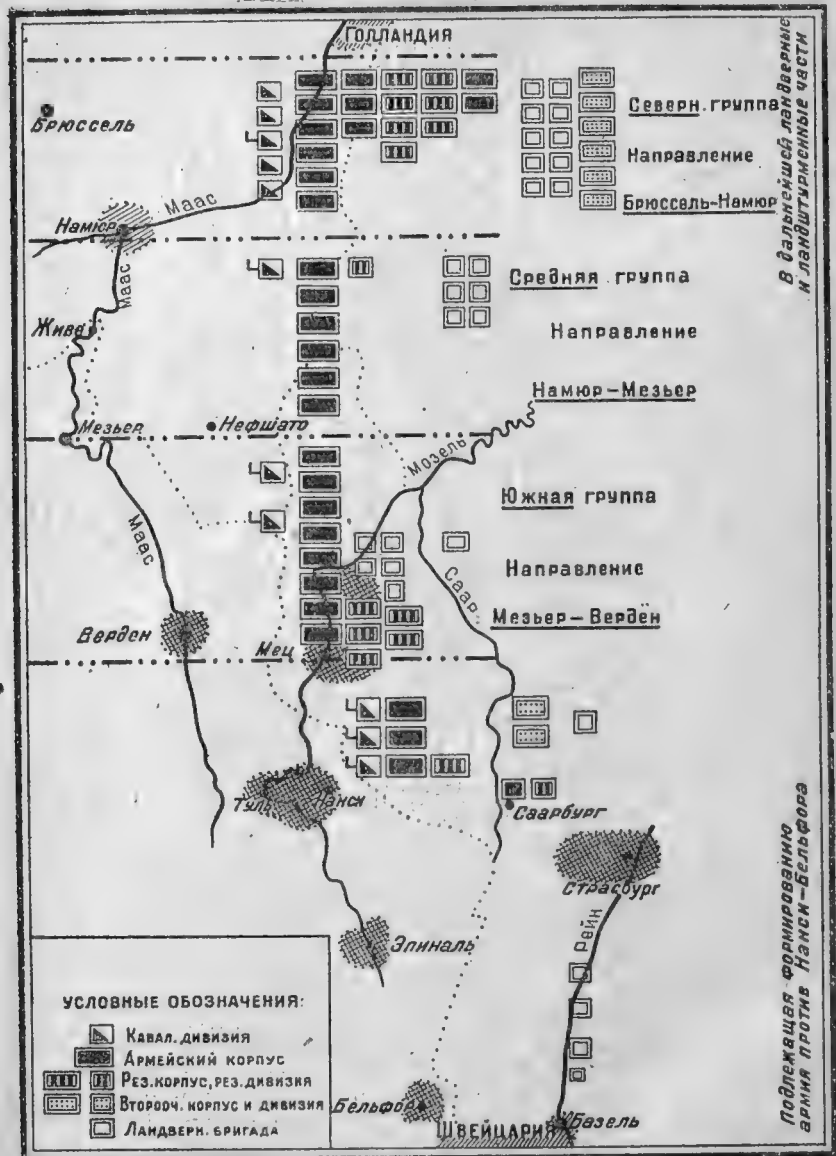 Голландия
Брюссель
Северн. группа
Направление
Брюссель-Намюр
В дальнейшей ландверные
и ландштурменные части
Маас
Намюр
Маас
Средняя группа
Живе
Направление
Намюр-Мезьер
Нефшато
Мезьер
Мозель
Южная группа
Маас
Направление
Саар.
Мезьер-Верден
Верден
Мец
Туль
Нанси
Саарбург
Страсбург
Рейн
Эпиналь
Подлежащая формированию
армия против Нанси-Бельфора
УСЛОВНЫЕ ОБОЗНАЧЕНИЯ:
Кавал. дивизия
Армейский корпус
Рез. корпус, рез. дивизия
Второоч. корпус и дивизия
Ландверн. бригада
Бельфор
Швейцария
Базель